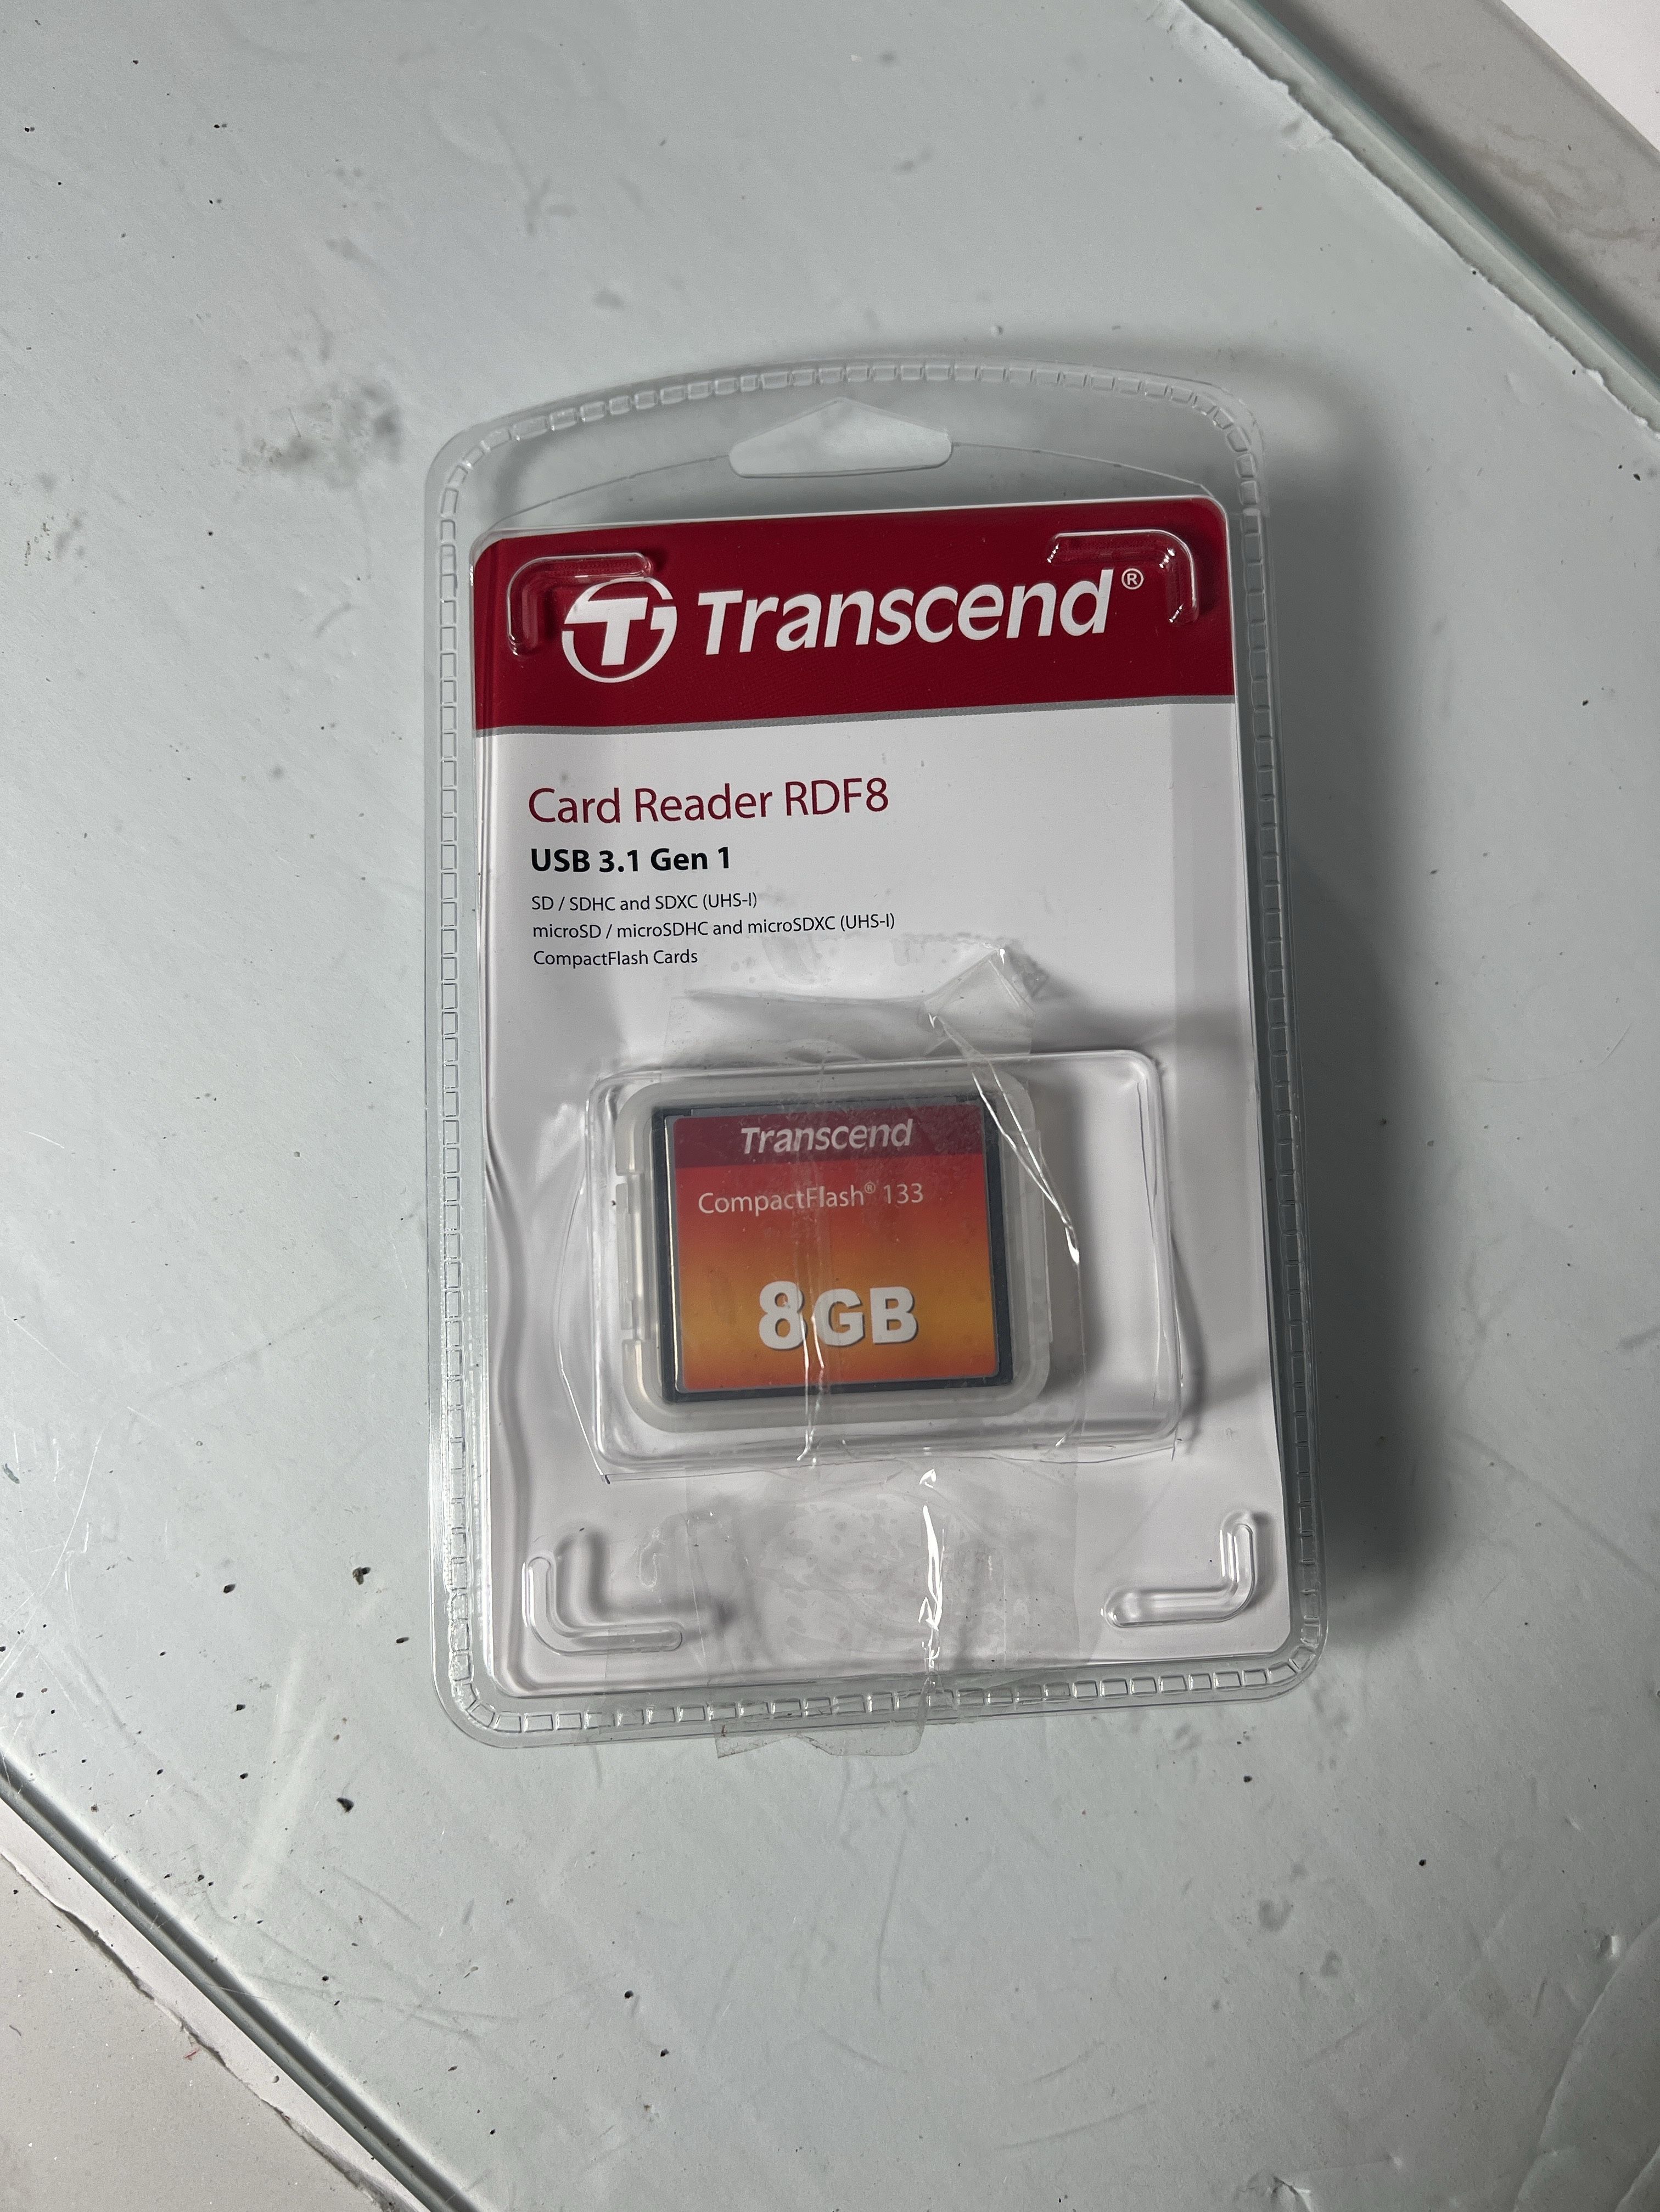 Transcend®
Card Reader RDF8
USB 3.1 Gen 1
SD / SDHC and SDXC (UHS-I)
microSD / microSDHC and microSDXC (UHS-I)
CompactFlash Cards
Transcend
CompactFlash® 133
8GB